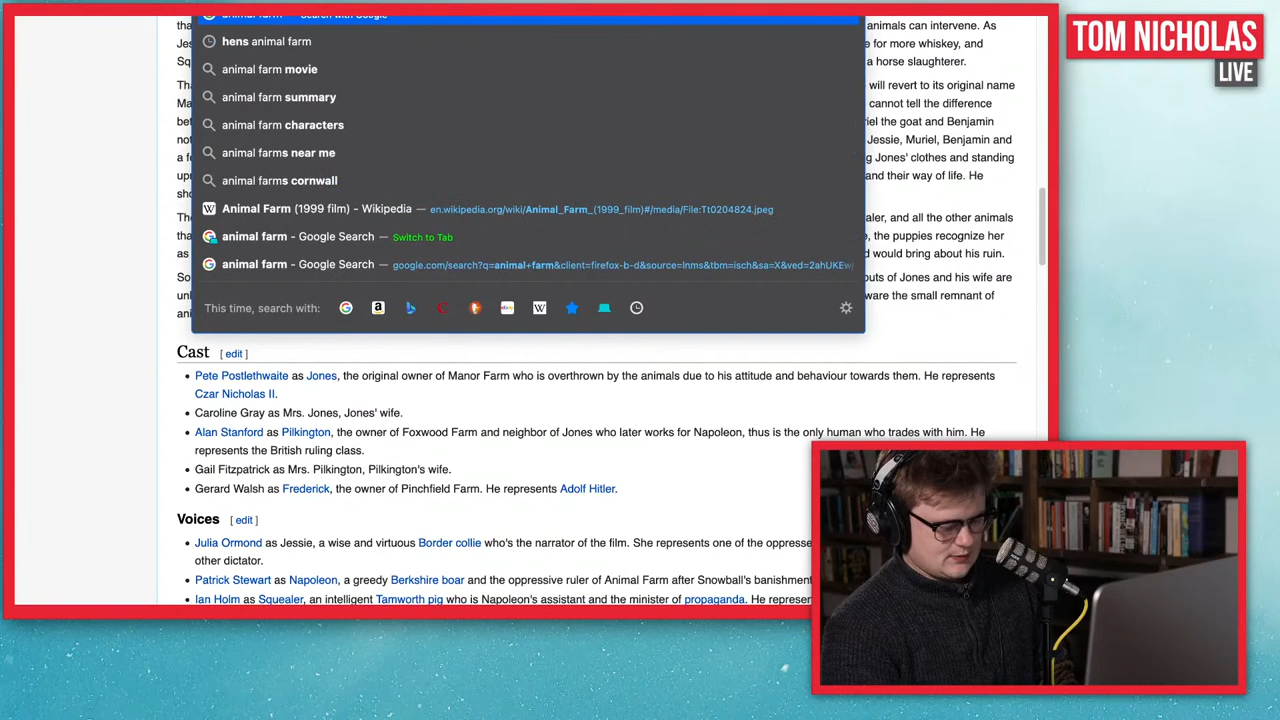 animal farm — Search with Google
animals can intervene. As
hens animal farm
for more whiskey, and
a horse slaughterer.
animal farm movie
will revert to its original name
animal farm summary
cannot tell the difference
animal farm characters
the goat and Benjamin
Jessie, Muriel, Benjamin and
animal farms near me
Jones' clothes and standing
animal farms cornwall
and their way of life. He
Animal Farm (1999 film) - Wikipedia — en.wikipedia.org/wiki/Animal_Farm_(1999_film)#/media/File:Tt0204824.jpeg
and all the other animals
animal farm - Google Search — Switch to Tab
the puppies recognize her
would bring about his ruin.
animal farm - Google Search — google.com/search?q=animal+farm&client=firefox-b-d&source=lnms&tbm=isch&sa=X&ved=2ahUKEw
of Jones and his wife are
the small remnant of
This time, search with:
Cast [ edit ]
• Pete Postlethwaite as Jones, the original owner of Manor Farm who is overthrown by the animals due to his attitude and behaviour towards them. He represents
Czar Nicholas II.
• Caroline Gray as Mrs. Jones, Jones' wife.
• Alan Stanford as Pilkington, the owner of Foxwood Farm and neighbor of Jones who later works for Napoleon, thus is the only human who trades with him. He
represents the British ruling class.
• Gail Fitzpatrick as Mrs. Pilkington, Pilkington's wife.
• Gerard Walsh as Frederick, the owner of Pinchfield Farm. He represents Adolf Hitler.
Voices [ edit ]
• Julia Ormond as Jessie, a wise and virtuous Border collie who's the narrator of the film. She represents one of the
other dictator.
• Patrick Stewart as Napoleon, a greedy Berkshire boar and the oppressive ruler of Animal Farm after Snowball's
• Ian Holm as Squealer, an intelligent Tamworth pig who is Napoleon's assistant and the minister of propaganda. He
TOM NICHOLAS
LIVE